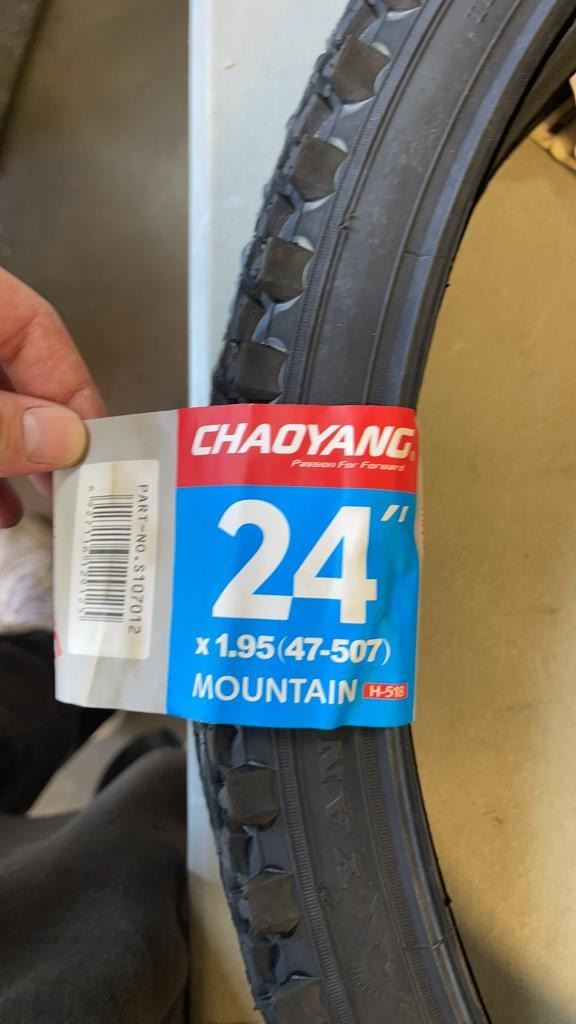 CHAOYANG®
Passion For Forward
24"
x 1.95 (47-507)
MOUNTAIN H-518
PART-NO. S107012